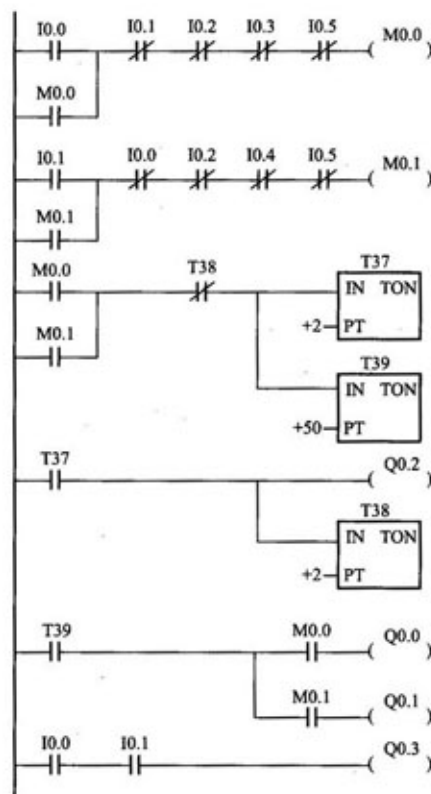 I0.0 I0.1 I0.2 I0.3 I0.5 M0.0
M0.0
I0.1 I0.0 I0.2 I0.4 I0.5 M0.1
M0.1
M0.0 T38 T37
IN TON
+2 PT
M0.1
T39
IN TON
+50 PT
T37 Q0.2
T38
IN TON
+2 PT
T39 M0.0 Q0.0
M0.1 Q0.1
I0.0 I0.1 Q0.3